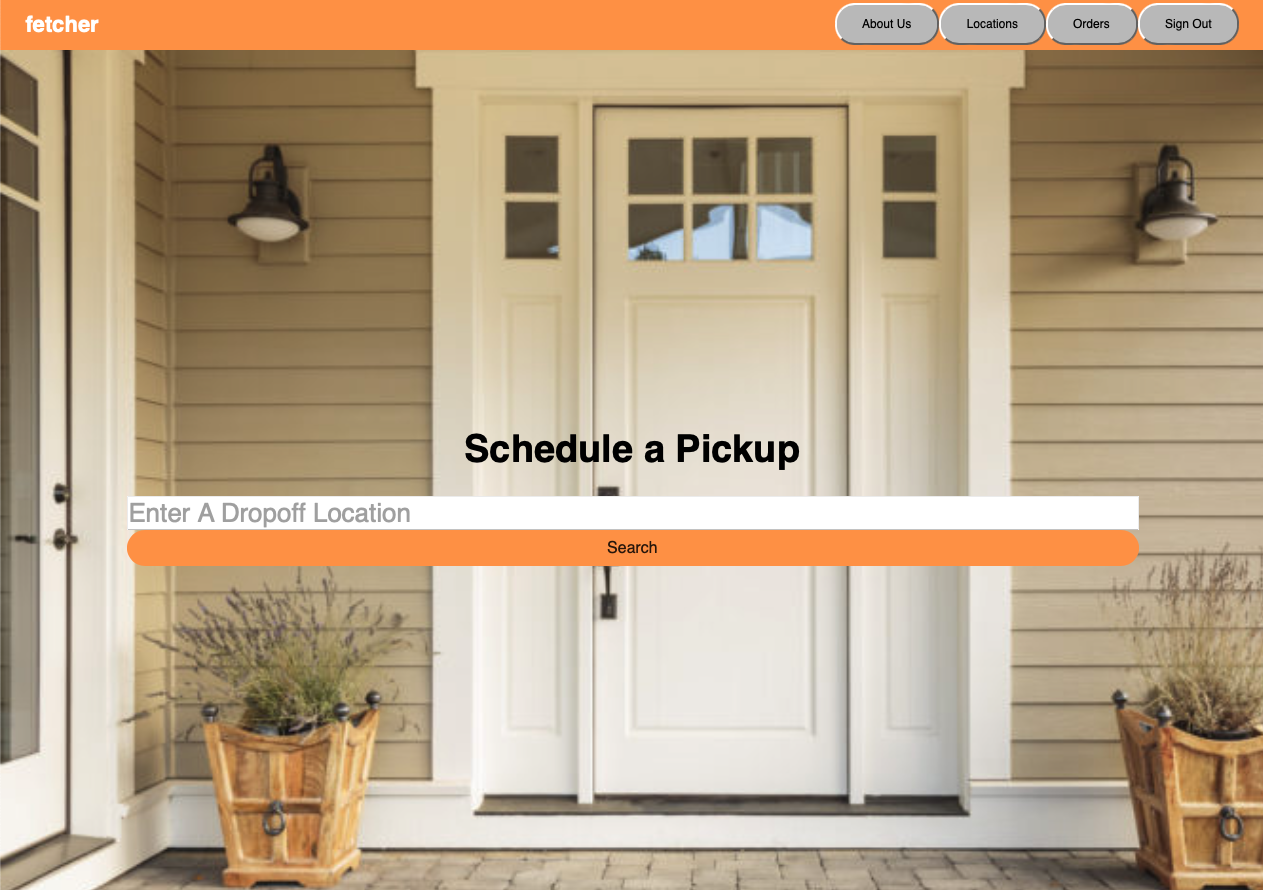 fetcher
About Us
Locations
Orders
Sign Out
Schedule a Pickup
Enter A Dropoff Location
Search